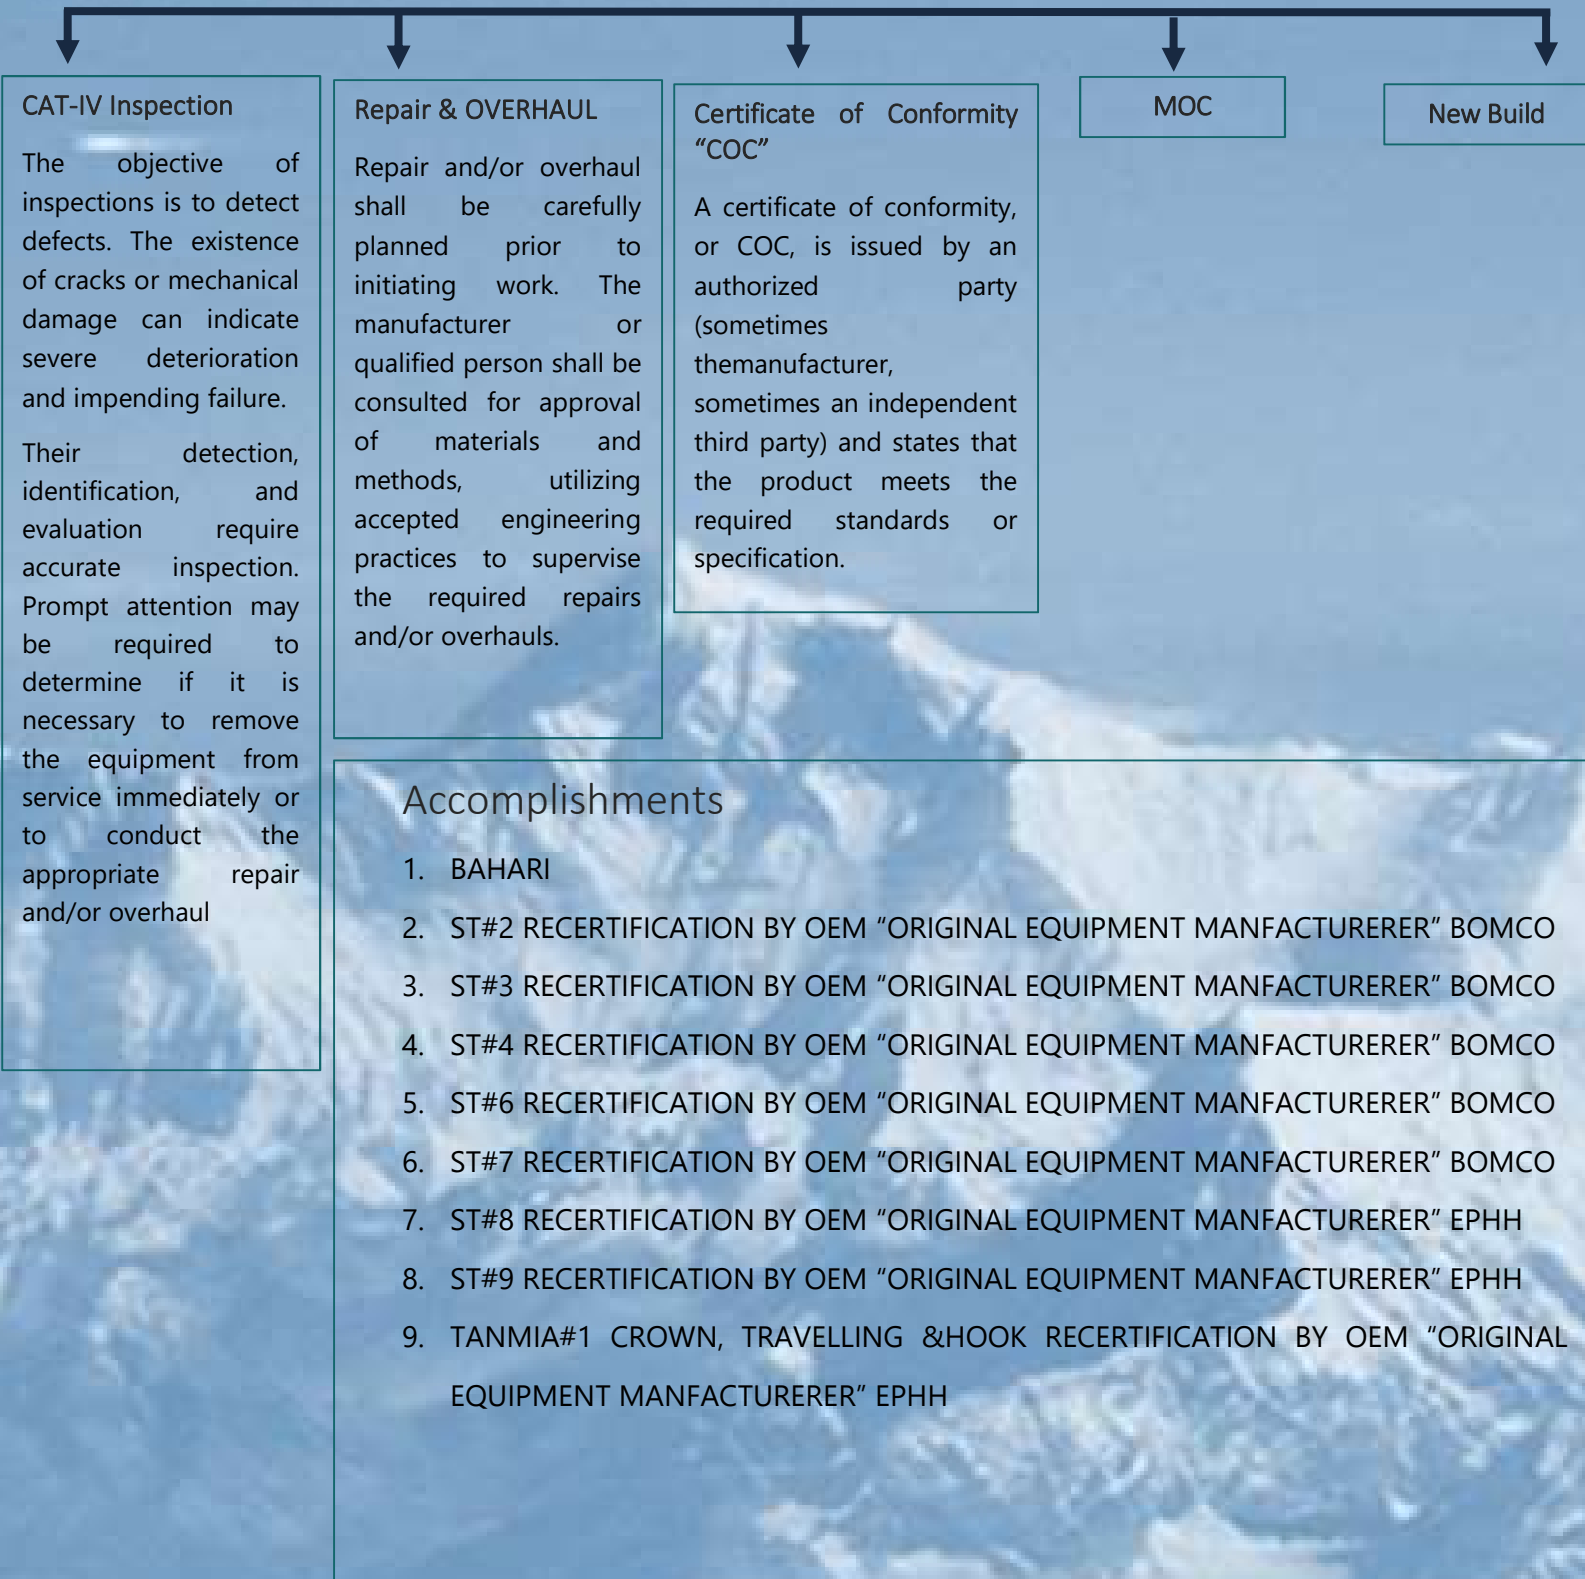 CAT-IV Inspection
The objective of
inspections is to detect
defects. The existence
of cracks or mechanical
damage can indicate
severe deterioration
and impending failure.
Their detection,
identification, and
evaluation require
accurate inspection.
Prompt attention may
be required to
determine if it is
necessary to remove
the equipment from
service immediately or
to conduct the
appropriate repair
and/or overhaul
Repair & OVERHAUL
Repair and/or overhaul
shall be carefully
planned prior to
initiating work. The
manufacturer or
qualified person shall be
consulted for approval
of materials and
methods, utilizing
accepted engineering
practices to supervise
the required repairs
and/or overhauls.
Certificate of Conformity
“COC”
A certificate of conformity,
or COC, is issued by an
authorized party
(sometimes
themanufacturer,
sometimes an independent
third party) and states that
the product meets the
required standards or
specification.
MOC
New Build
Accomplishments
1. BAHARI
2. ST#2 RECERTIFICATION BY OEM “ORIGINAL EQUIPMENT MANFACTURERER” BOMCO
3. ST#3 RECERTIFICATION BY OEM “ORIGINAL EQUIPMENT MANFACTURERER” BOMCO
4. ST#4 RECERTIFICATION BY OEM “ORIGINAL EQUIPMENT MANFACTURERER” BOMCO
5. ST#6 RECERTIFICATION BY OEM “ORIGINAL EQUIPMENT MANFACTURERER” BOMCO
6. ST#7 RECERTIFICATION BY OEM “ORIGINAL EQUIPMENT MANFACTURERER” BOMCO
7. ST#8 RECERTIFICATION BY OEM “ORIGINAL EQUIPMENT MANFACTURERER” EPHH
8. ST#9 RECERTIFICATION BY OEM “ORIGINAL EQUIPMENT MANFACTURERER” EPHH
9. TANMIA#1 CROWN, TRAVELLING &HOOK RECERTIFICATION BY OEM “ORIGINAL
EQUIPMENT MANFACTURERER” EPHH